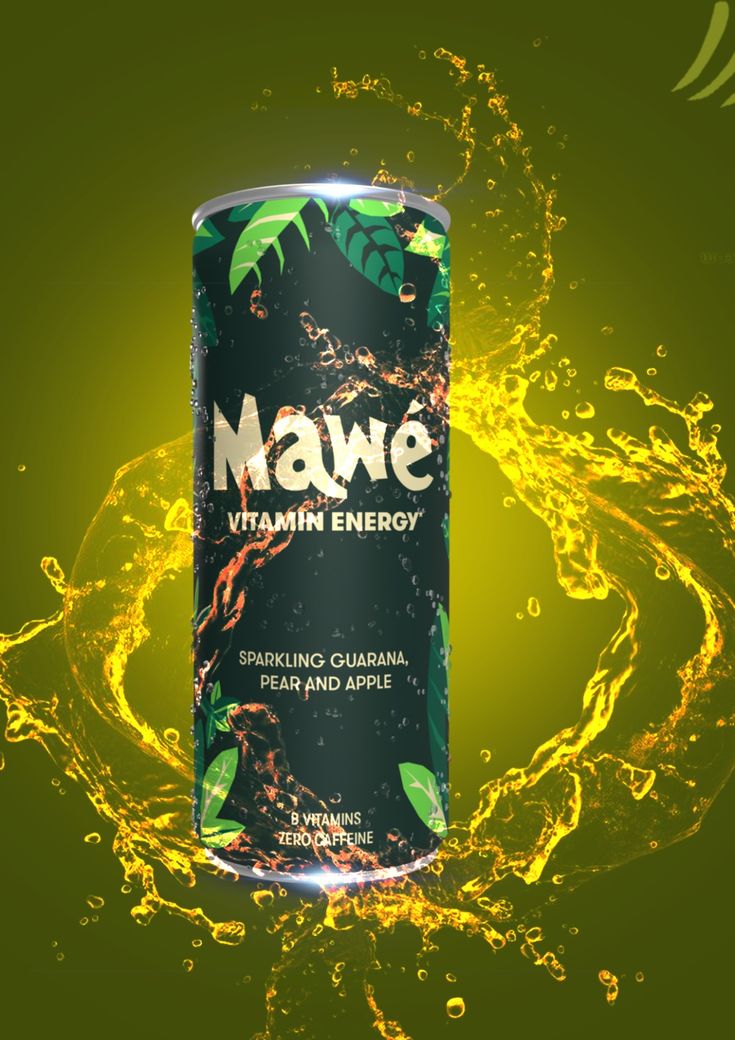 Mawé
VITAMIN ENERGY
SPARKLING GUARANA,
PEAR AND APPLE
B VITAMINS
ZERO CAFFEINE